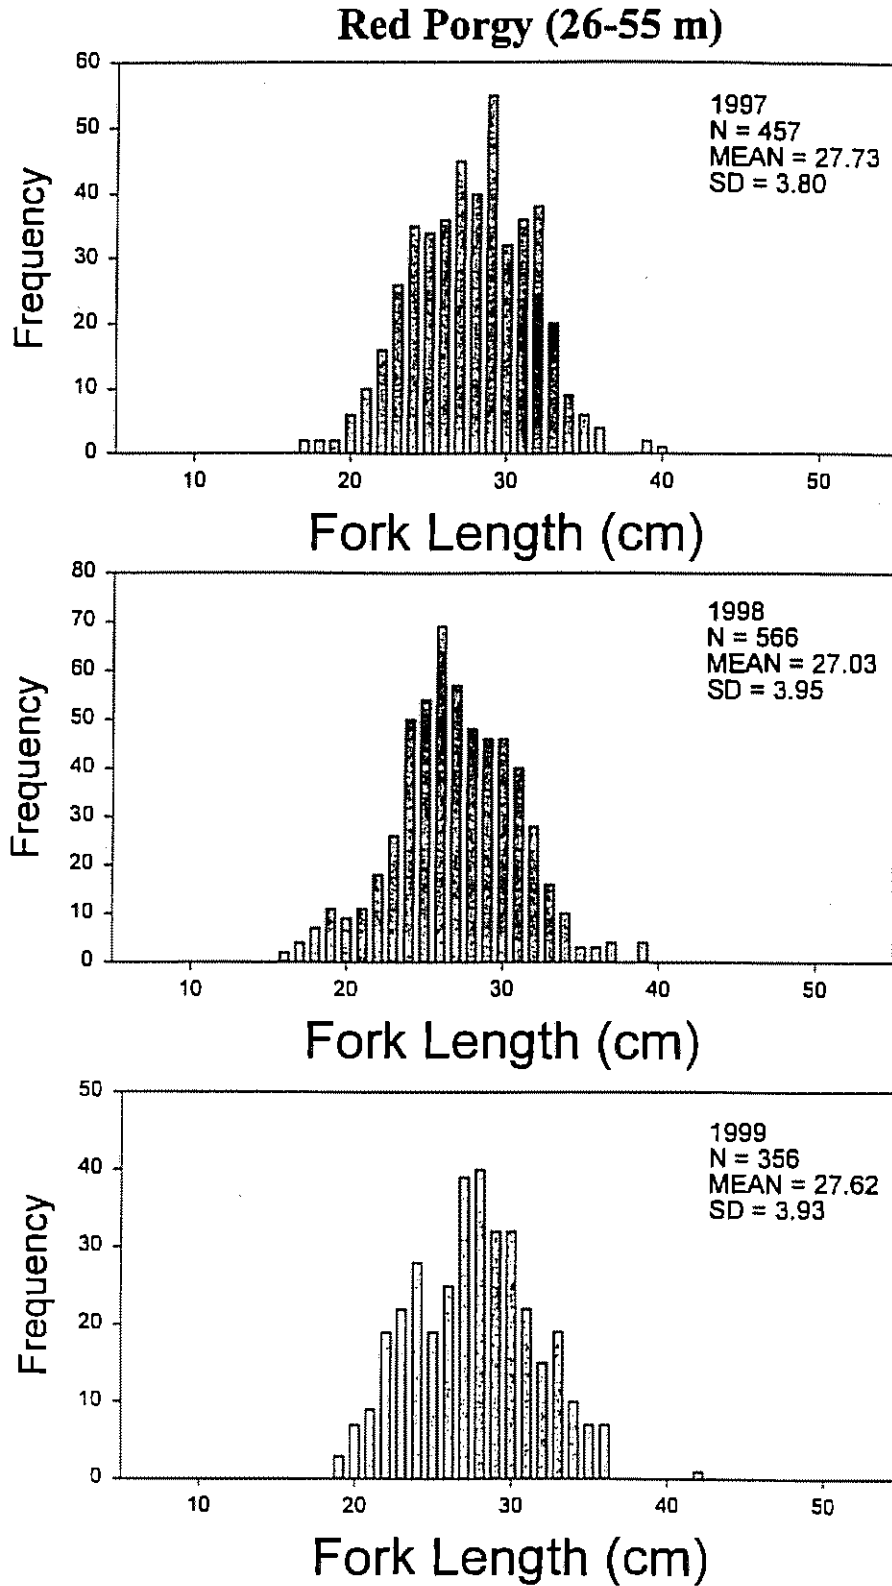 Red Porgy (26-55 m)
60
50
40
30
20
10
0
Frequency
1997
N = 457
MEAN = 27.73
SD = 3.80
10 20 30 40 50
Fork Length (cm)
80
70
60
50
40
30
20
10
0
Frequency
1998
N = 566
MEAN = 27.03
SD = 3.95
10 20 30 40 50
Fork Length (cm)
50
40
30
20
10
0
Frequency
1999
N = 356
MEAN = 27.62
SD = 3.93
10 20 30 40 50
Fork Length (cm)